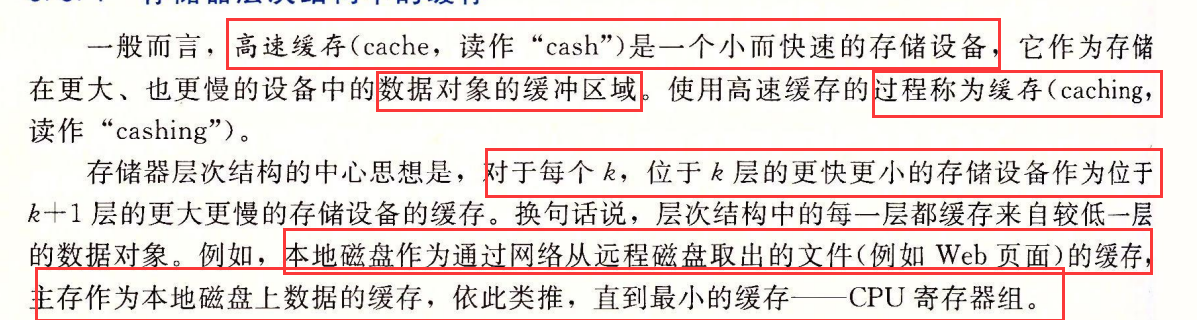 一般而言，高速缓存(cache，读作“cash”)是一个小而快速的存储设备，它作为存储
在更大、也更慢的设备中的数据对象的缓冲区域。使用高速缓存的过程称为缓存(caching，
读作“cashing”)。
存储器层次结构的中心思想是，对于每个 k，位于 k 层的更快更小的存储设备作为位于
k+1 层的更大更慢的存储设备的缓存。换句话说，层次结构中的每一层都缓存来自较低一层
的数据对象。例如，本地磁盘作为通过网络从远程磁盘取出的文件(例如 Web 页面)的缓存，
主存作为本地磁盘上数据的缓存，依此类推，直到最小的缓存——CPU 寄存器组。